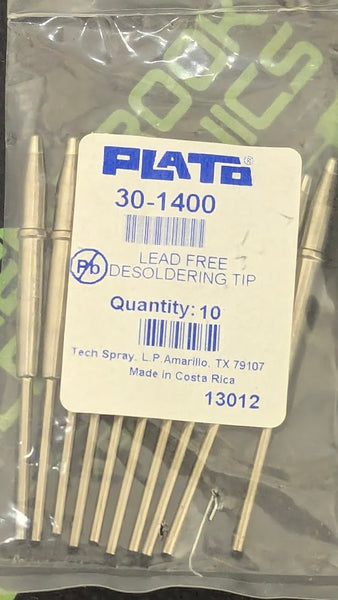 PLATO®
30-1400
Pb
LEAD FREE
DESOLDERING TIP
Quantity: 10
Tech Spray, L.P. Amarillo, TX 79107
Made in Costa Rica
13012